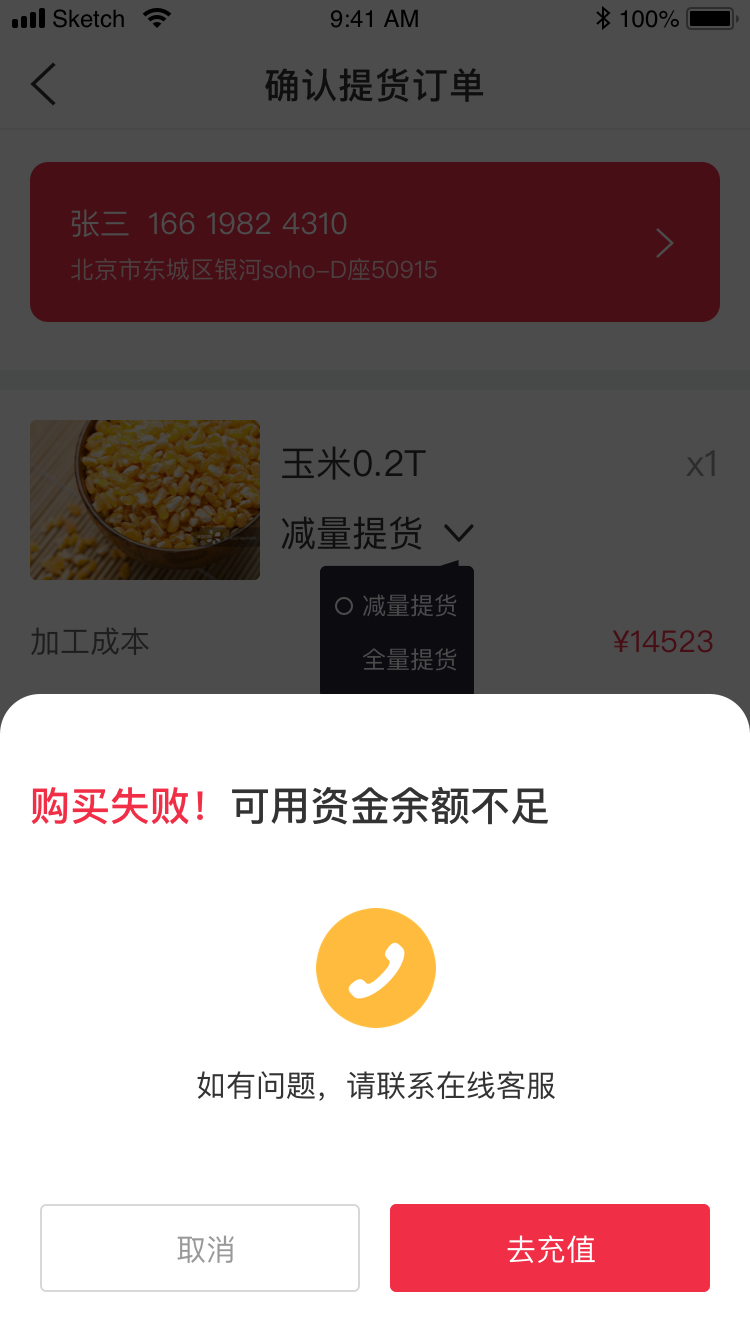 Sketch 9:41 AM 100%
确认提货订单
张三 166 1982 4310
北京市东城区银河soho-D座50915
玉米0.2T x1
减量提货
减量提货
全量提货
加工成本 ¥14523
购买失败！可用资金余额不足
如有问题，请联系在线客服
取消 去充值